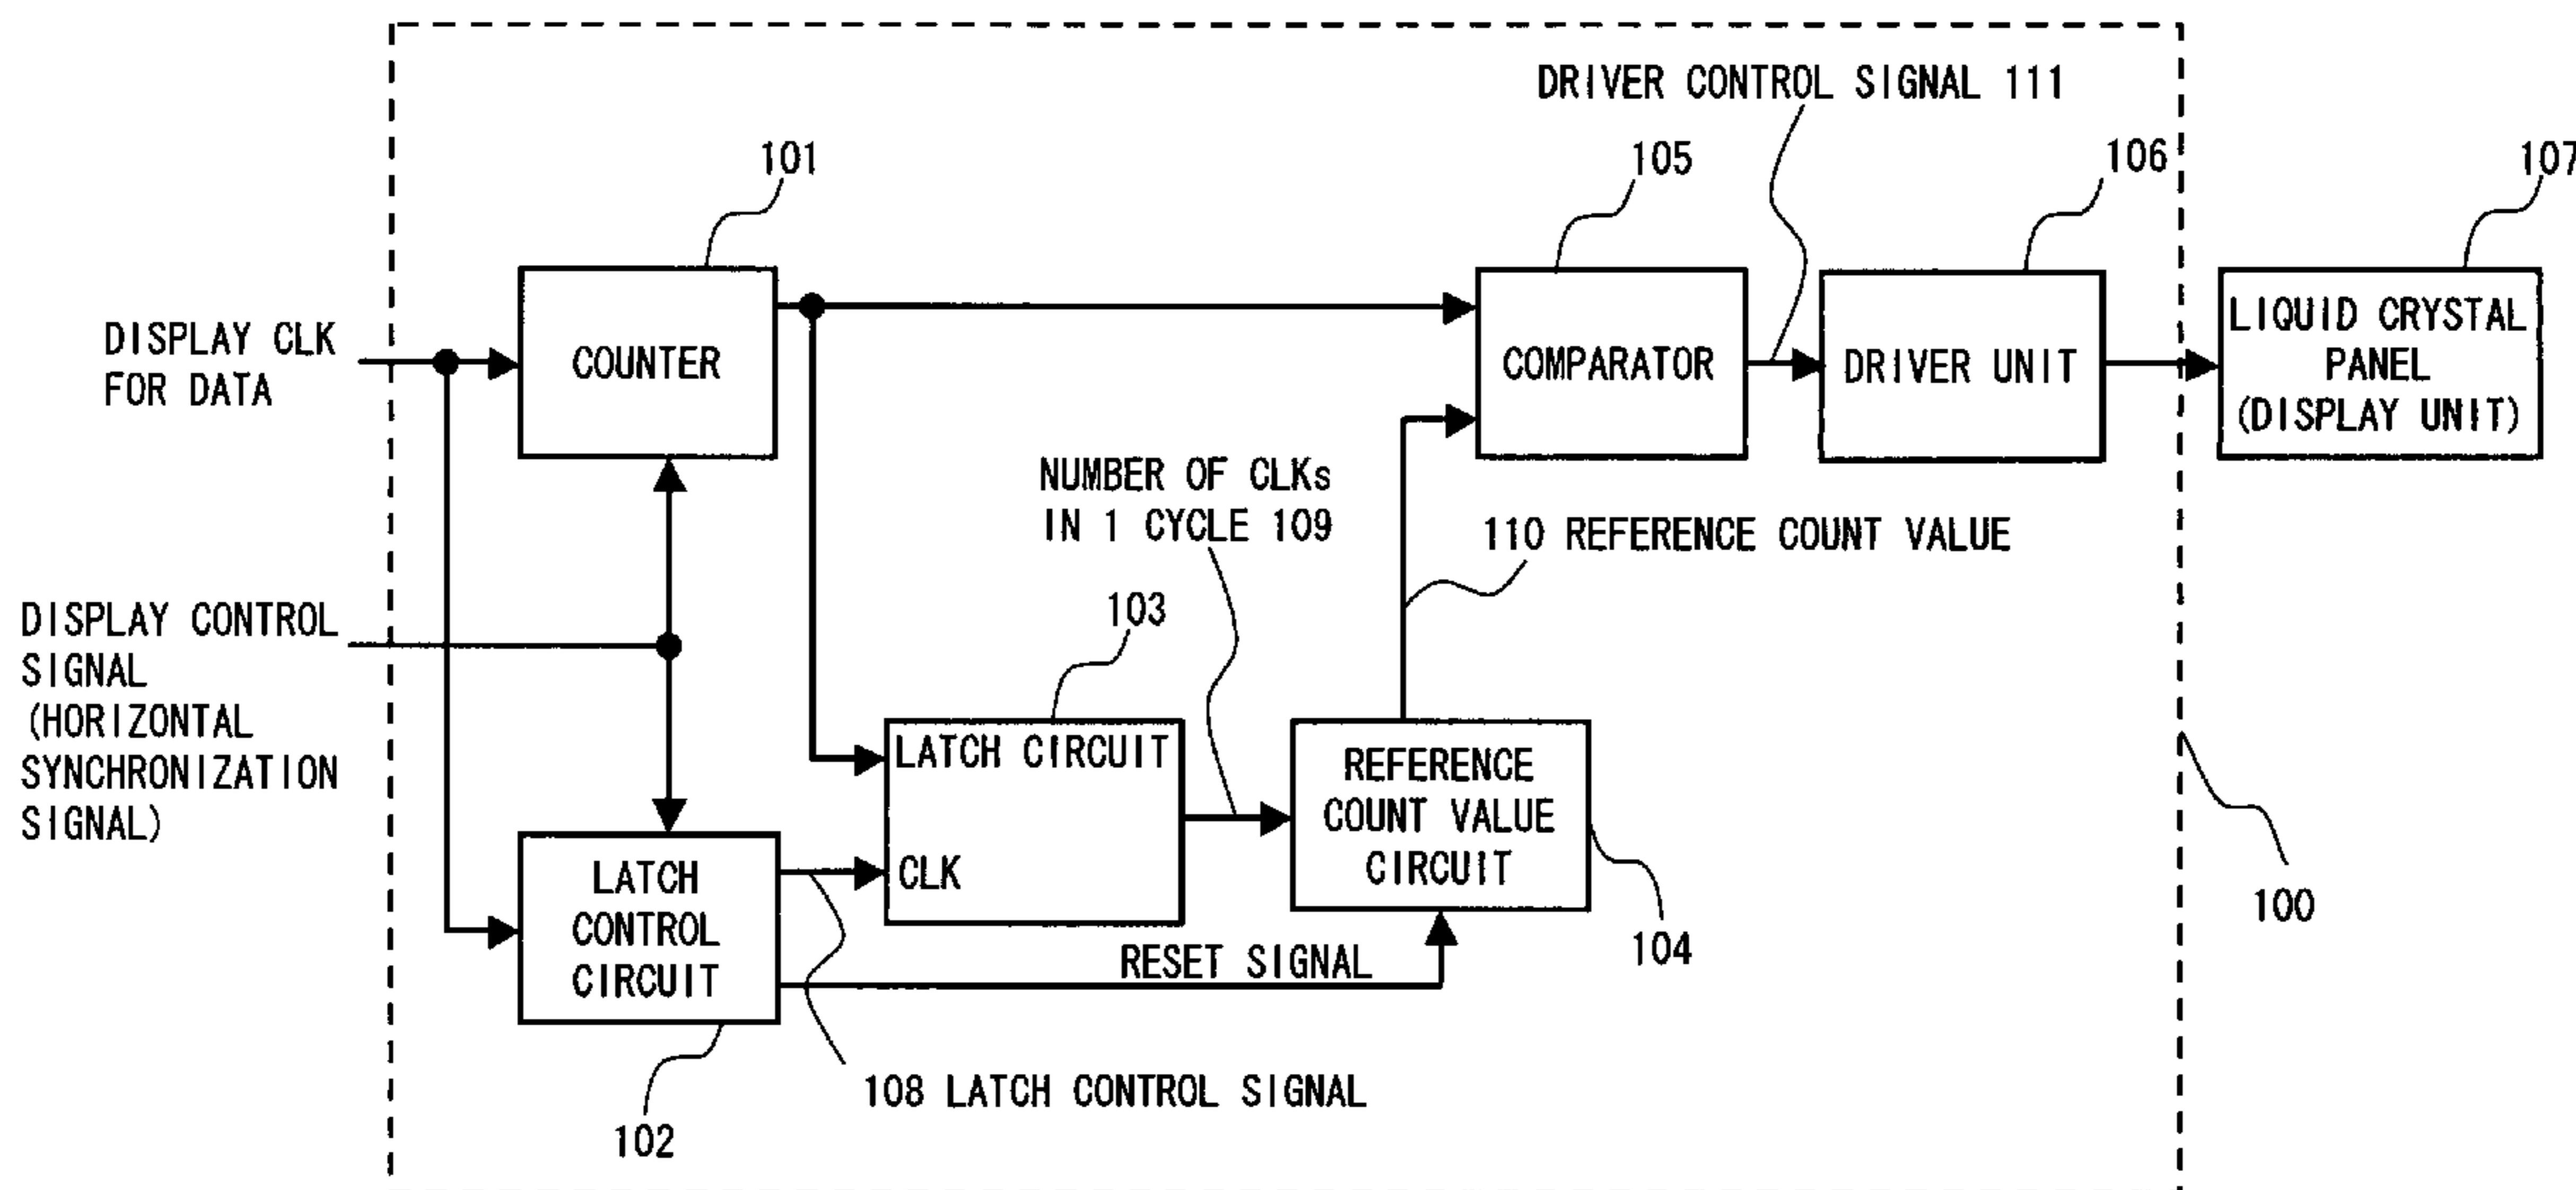 DRIVER CONTROL SIGNAL 111
101
105
106
107
DISPLAY CLK
FOR DATA
COUNTER
COMPARATOR
DRIVER UNIT
LIQUID CRYSTAL
PANEL
(DISPLAY UNIT)
NUMBER OF CLKs
IN 1 CYCLE 109
110 REFERENCE COUNT VALUE
DISPLAY CONTROL
SIGNAL
(HORIZONTAL
SYNCHRONIZATION
SIGNAL)
103
LATCH CIRCUIT
CLK
REFERENCE
COUNT VALUE
CIRCUIT
104
100
LATCH
CONTROL
CIRCUIT
RESET SIGNAL
108 LATCH CONTROL SIGNAL
102